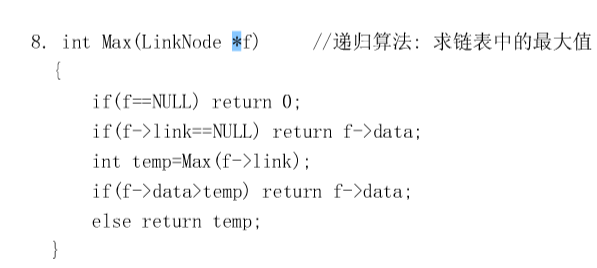 8. int Max(LinkNode *f)    //递归算法: 求链表中的最大值
{
if(f==NULL) return 0;
if(f->link==NULL) return f->data;
int temp=Max(f->link);
if(f->data>temp) return f->data;
else return temp;
}